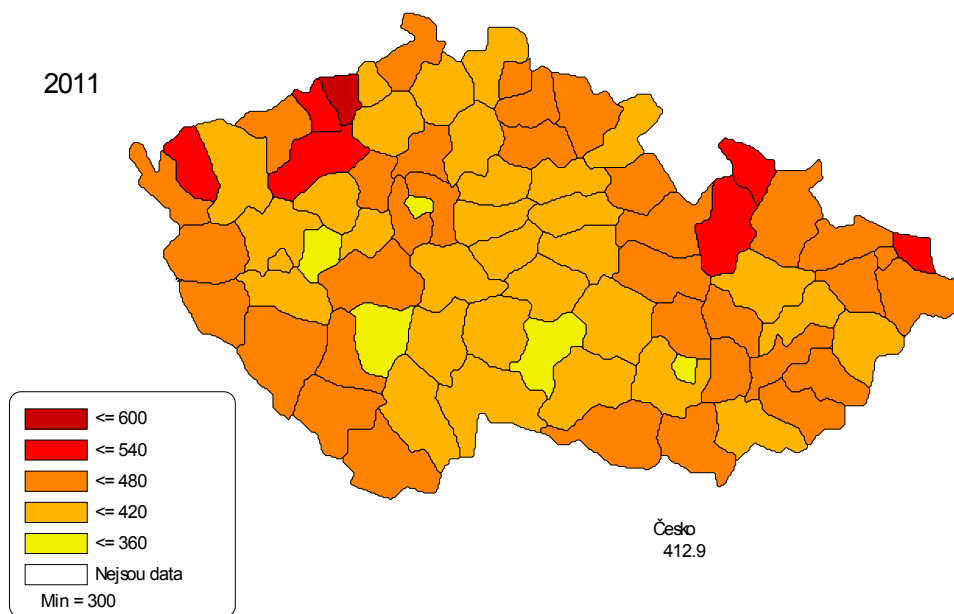 2011
<= 600
<= 540
<= 480
<= 420
<= 360
Nejsou data
Min = 300
Česko
412.9